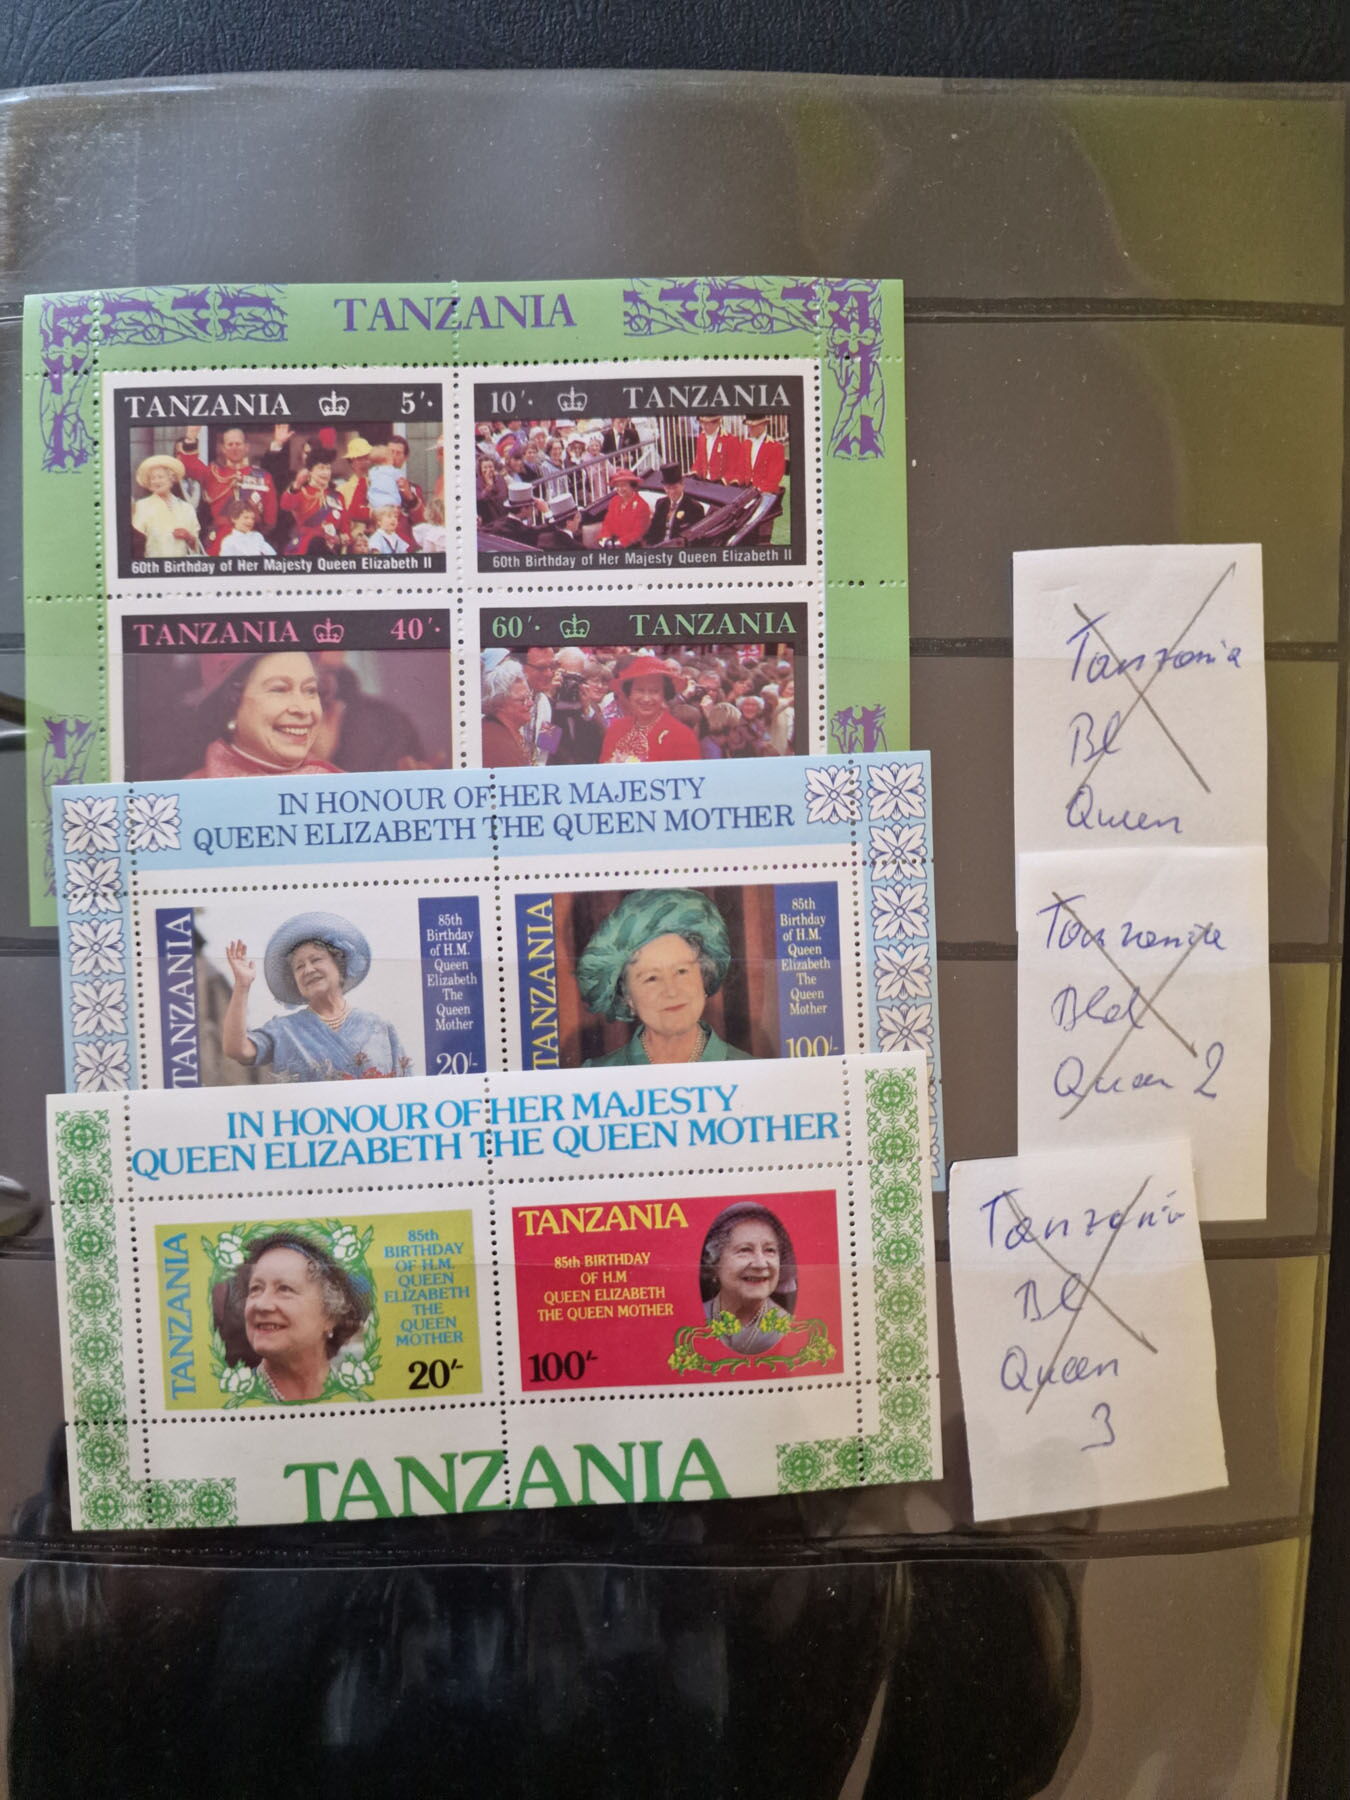 TANZANIA
TANZANIA 5/-
60th Birthday of Her Majesty Queen Elizabeth II
10/- TANZANIA
60th Birthday of Her Majesty Queen Elizabeth II
TANZANIA 40/-
60/- TANZANIA
IN HONOUR OF HER MAJESTY
QUEEN ELIZABETH THE QUEEN MOTHER
TANZANIA
85th
Birthday
of H.M.
Queen
Elizabeth
The
Queen
Mother
20/-
TANZANIA
85th
Birthday
of H.M.
Queen
Elizabeth
The
Queen
Mother
100/-
IN HONOUR OF HER MAJESTY
QUEEN ELIZABETH THE QUEEN MOTHER
TANZANIA
85th
BIRTHDAY
OF H.M.
QUEEN
ELIZABETH
THE
QUEEN
MOTHER
20/-
TANZANIA
85th BIRTHDAY
OF H.M
QUEEN ELIZABETH
THE QUEEN MOTHER
100/-
TANZANIA
Tanzania
Bl
Queen
Tanzania
Queen 2
Tanzania
Bl
Queen
3